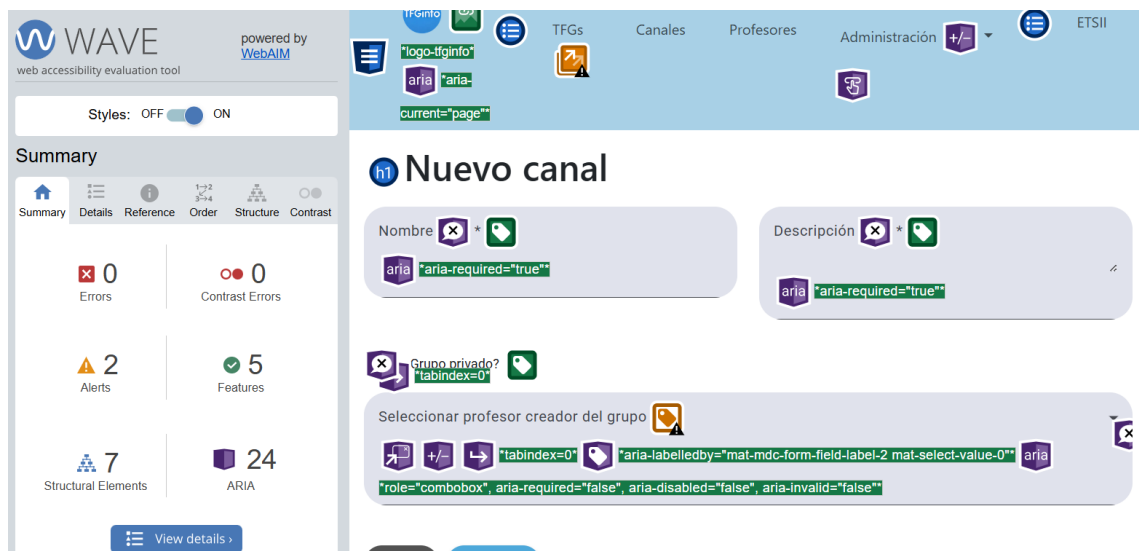 WAVE
powered by
WebAIM
web accessibility evaluation tool
Styles: OFF ON
Summary
Summary Details Reference Order Structure Contrast
0
Errors
0
Contrast Errors
2
Alerts
5
Features
7
Structural Elements
24
ARIA
View details ›
TFGinfo
*logo-tfginfo*
aria *aria-
current="page"*
TFGs
Canales
Profesores
Administración +/-
ETSII
h1 Nuevo canal
Nombre *
aria *aria-required="true"*
Descripción *
aria *aria-required="true"*
Grupo privado?
*tabindex=0*
Seleccionar profesor creador del grupo
+/- *tabindex=0* *aria-labelledby="mat-mdc-form-field-label-2 mat-select-value-0"* aria
*role="combobox", aria-required="false", aria-disabled="false", aria-invalid="false"*